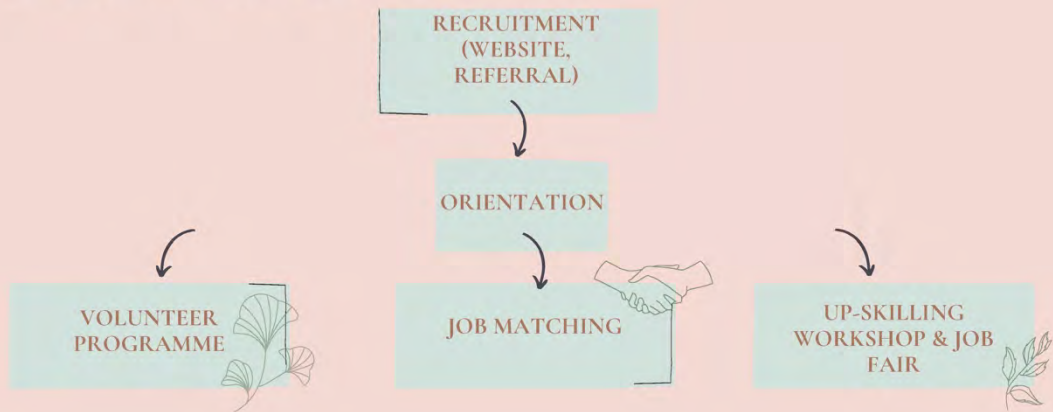 RECRUITMENT
(WEBSITE,
REFERRAL)
ORIENTATION
VOLUNTEER
PROGRAMME
JOB MATCHING
UP-SKILLING
WORKSHOP & JOB
FAIR